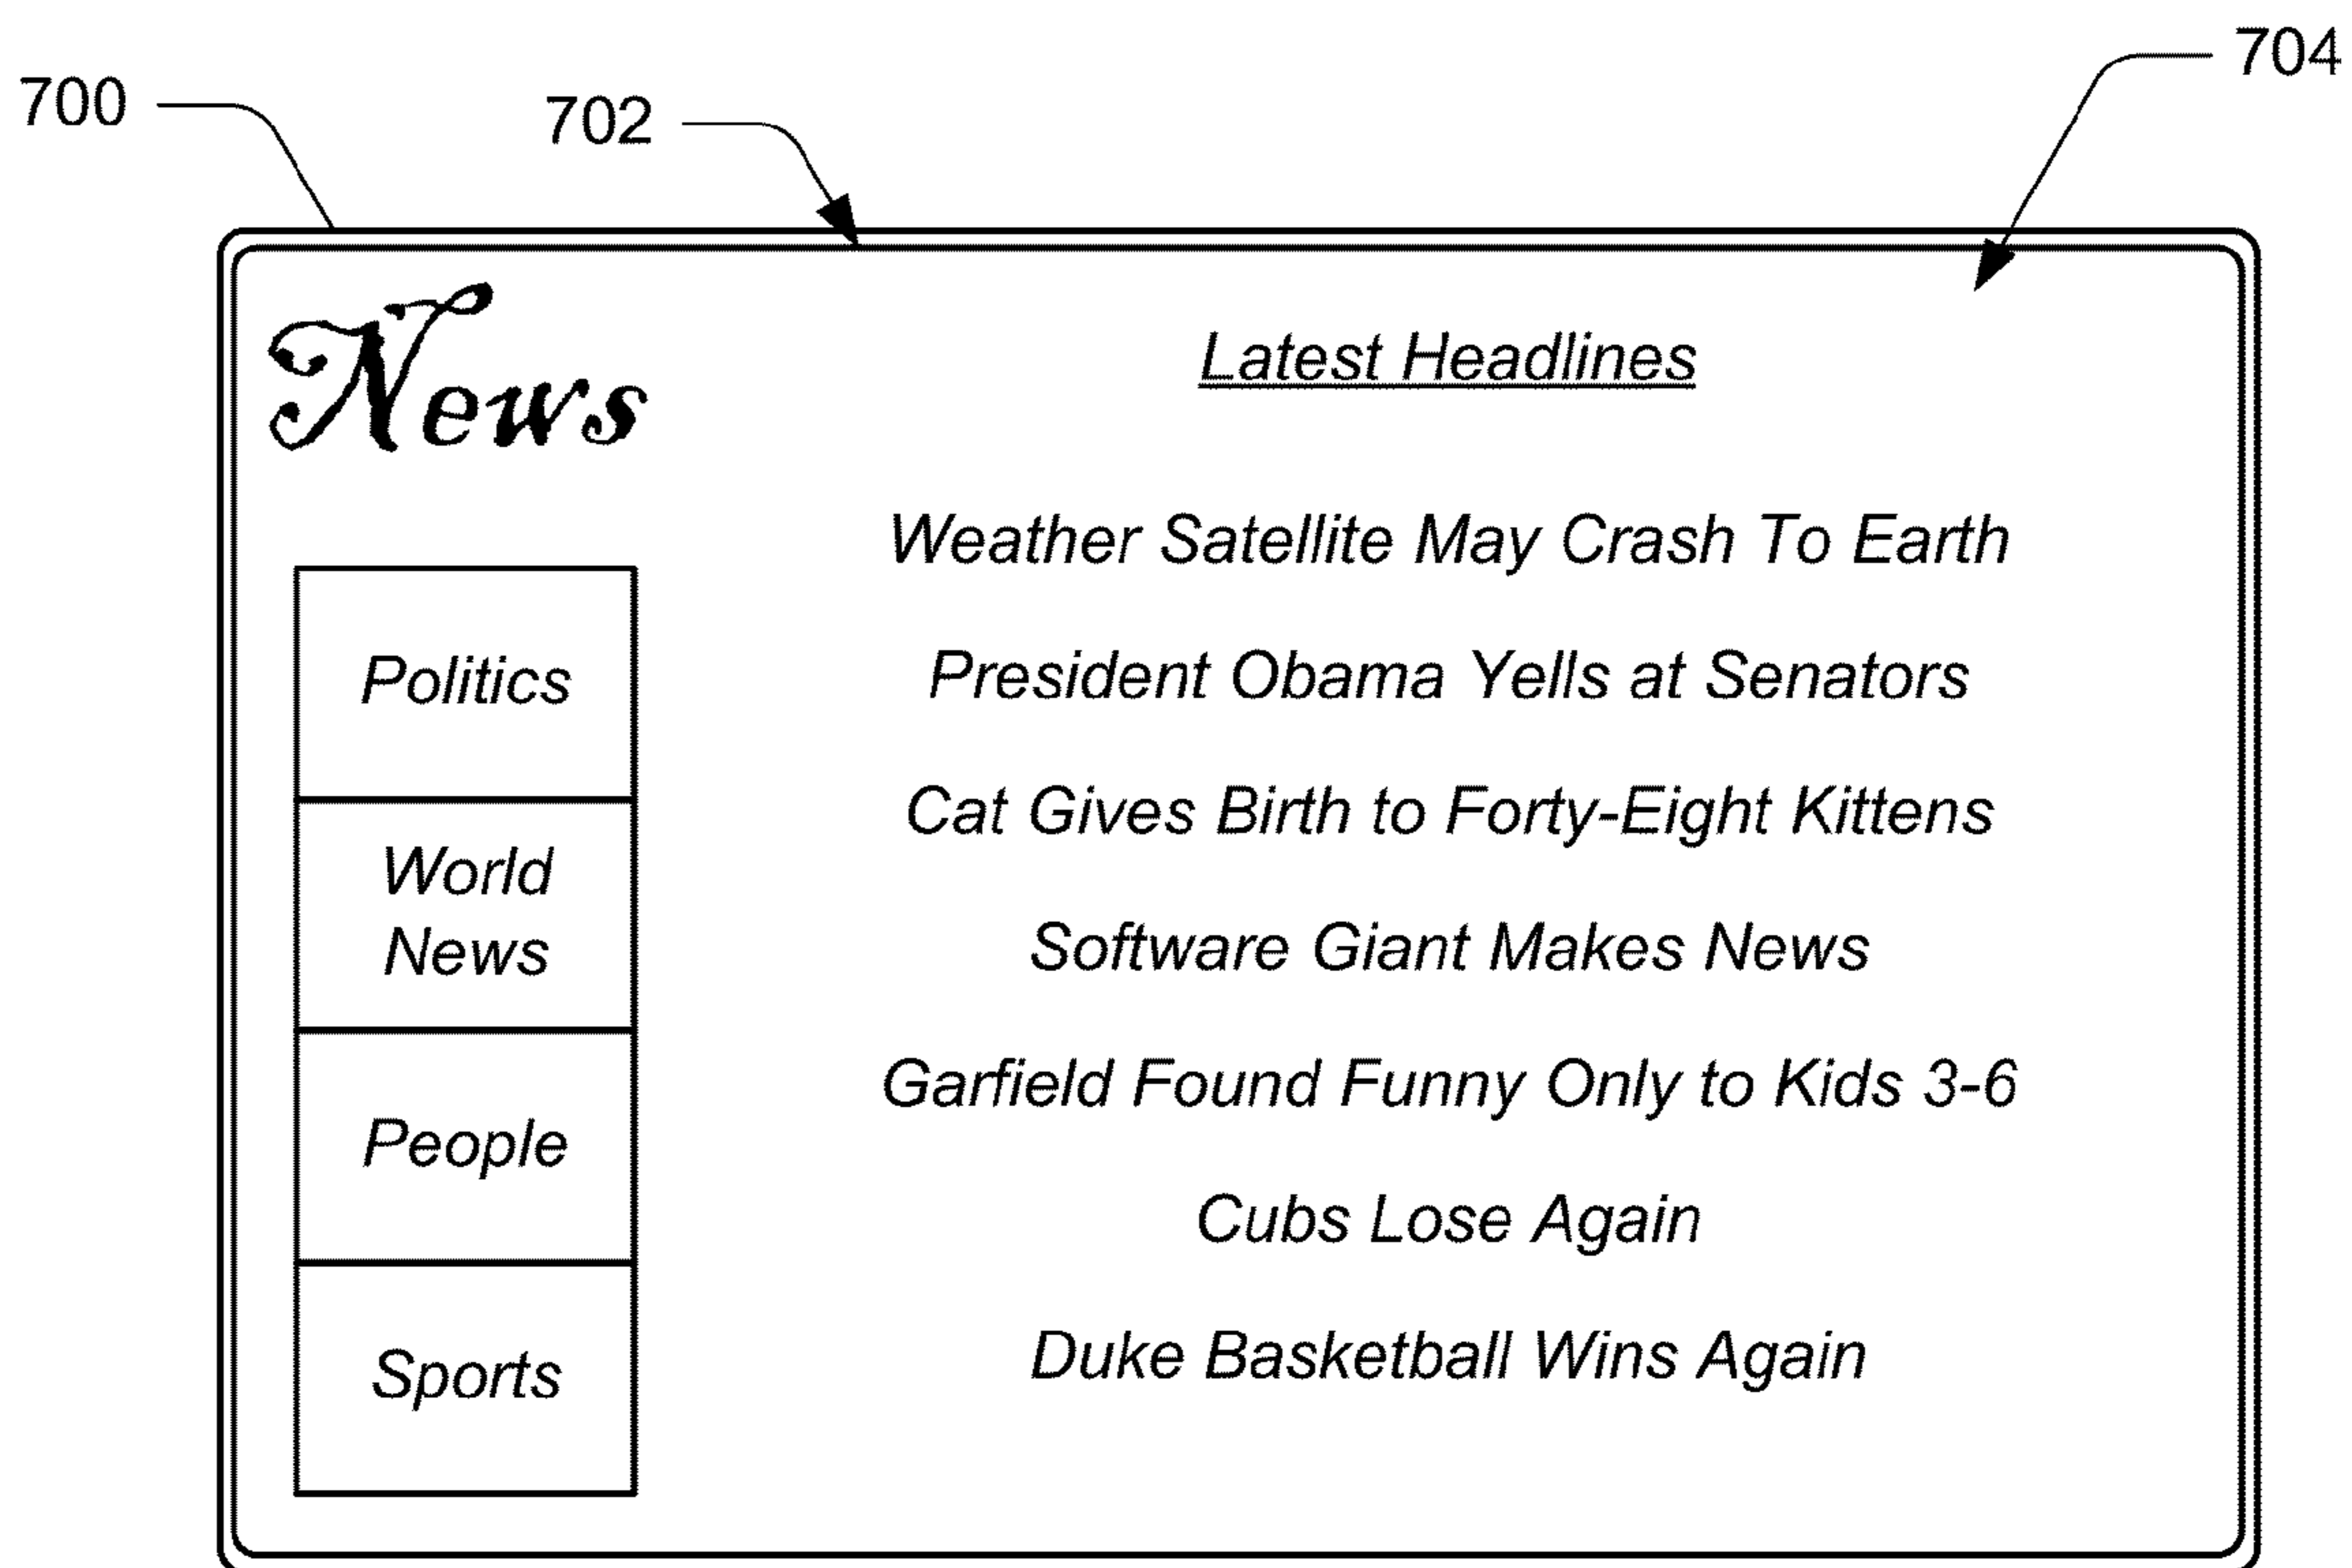 700
702
704
News
Latest Headlines
Weather Satellite May Crash To Earth
President Obama Yells at Senators
Cat Gives Birth to Forty-Eight Kittens
Software Giant Makes News
Garfield Found Funny Only to Kids 3-6
Cubs Lose Again
Duke Basketball Wins Again
Politics
World
News
People
Sports